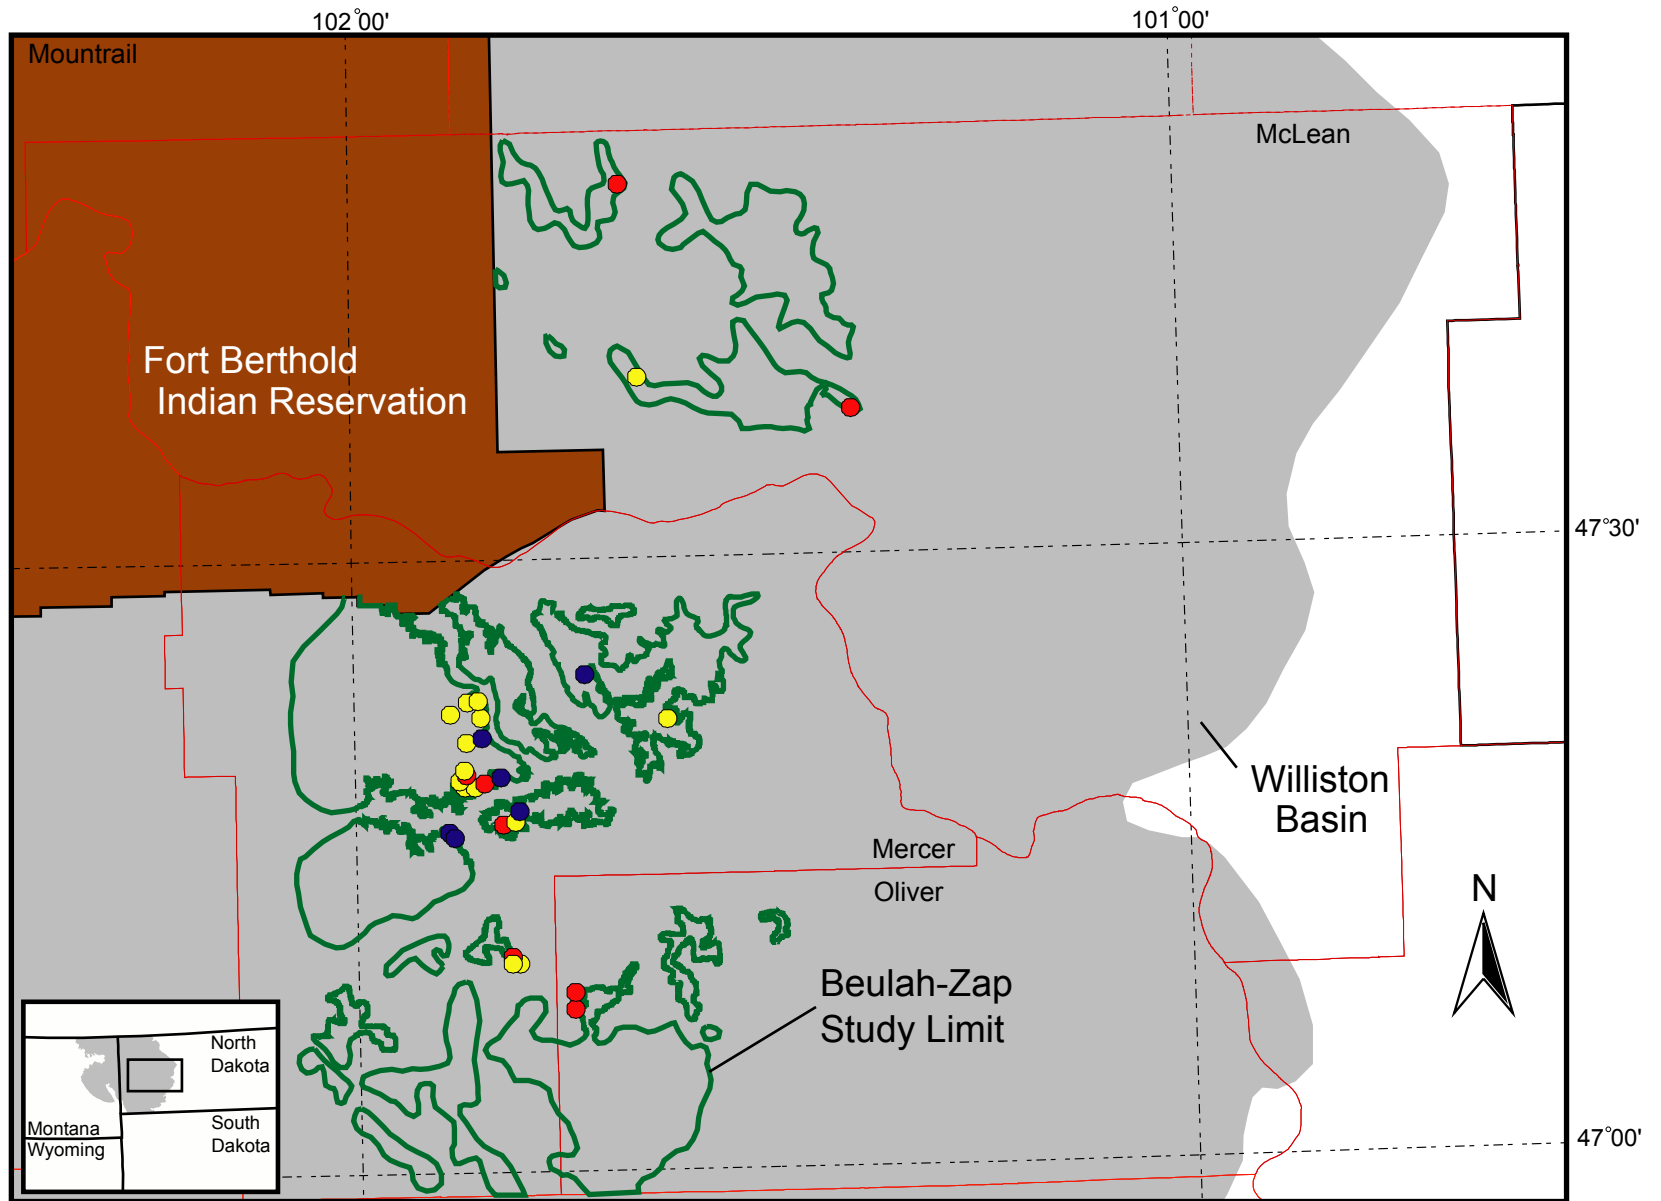 102°00'
101°00'
Mountrail
McLean
Fort Berthold
Indian Reservation
47°30'
Williston
Basin
Mercer
Oliver
N
Beulah-Zap
Study Limit
North
Dakota
Montana
Wyoming
South
Dakota
47°00'